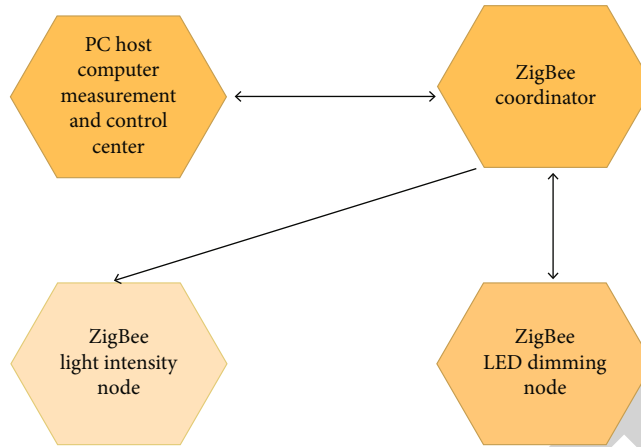 PC host
computer
measurement
and control
center
ZigBee
coordinator
ZigBee
light intensity
node
ZigBee
LED dimming
node